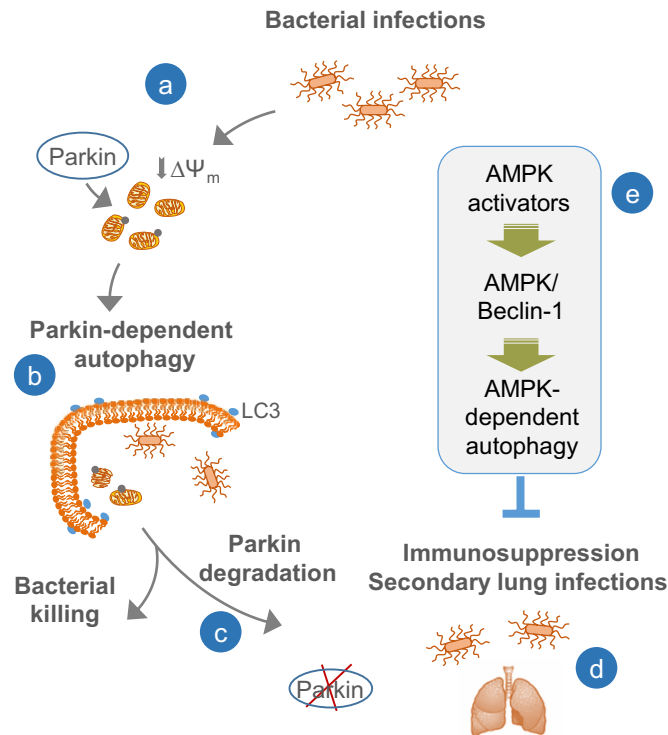 Bacterial infections
a
Parkin
ΔΨm
Parkin-dependent
autophagy
b
LC3
Bacterial
killing
Parkin
degradation
c
Parkin
AMPK
activators
e
AMPK/
Beclin-1
AMPK-
dependent
autophagy
Immunosuppression
Secondary lung infections
d